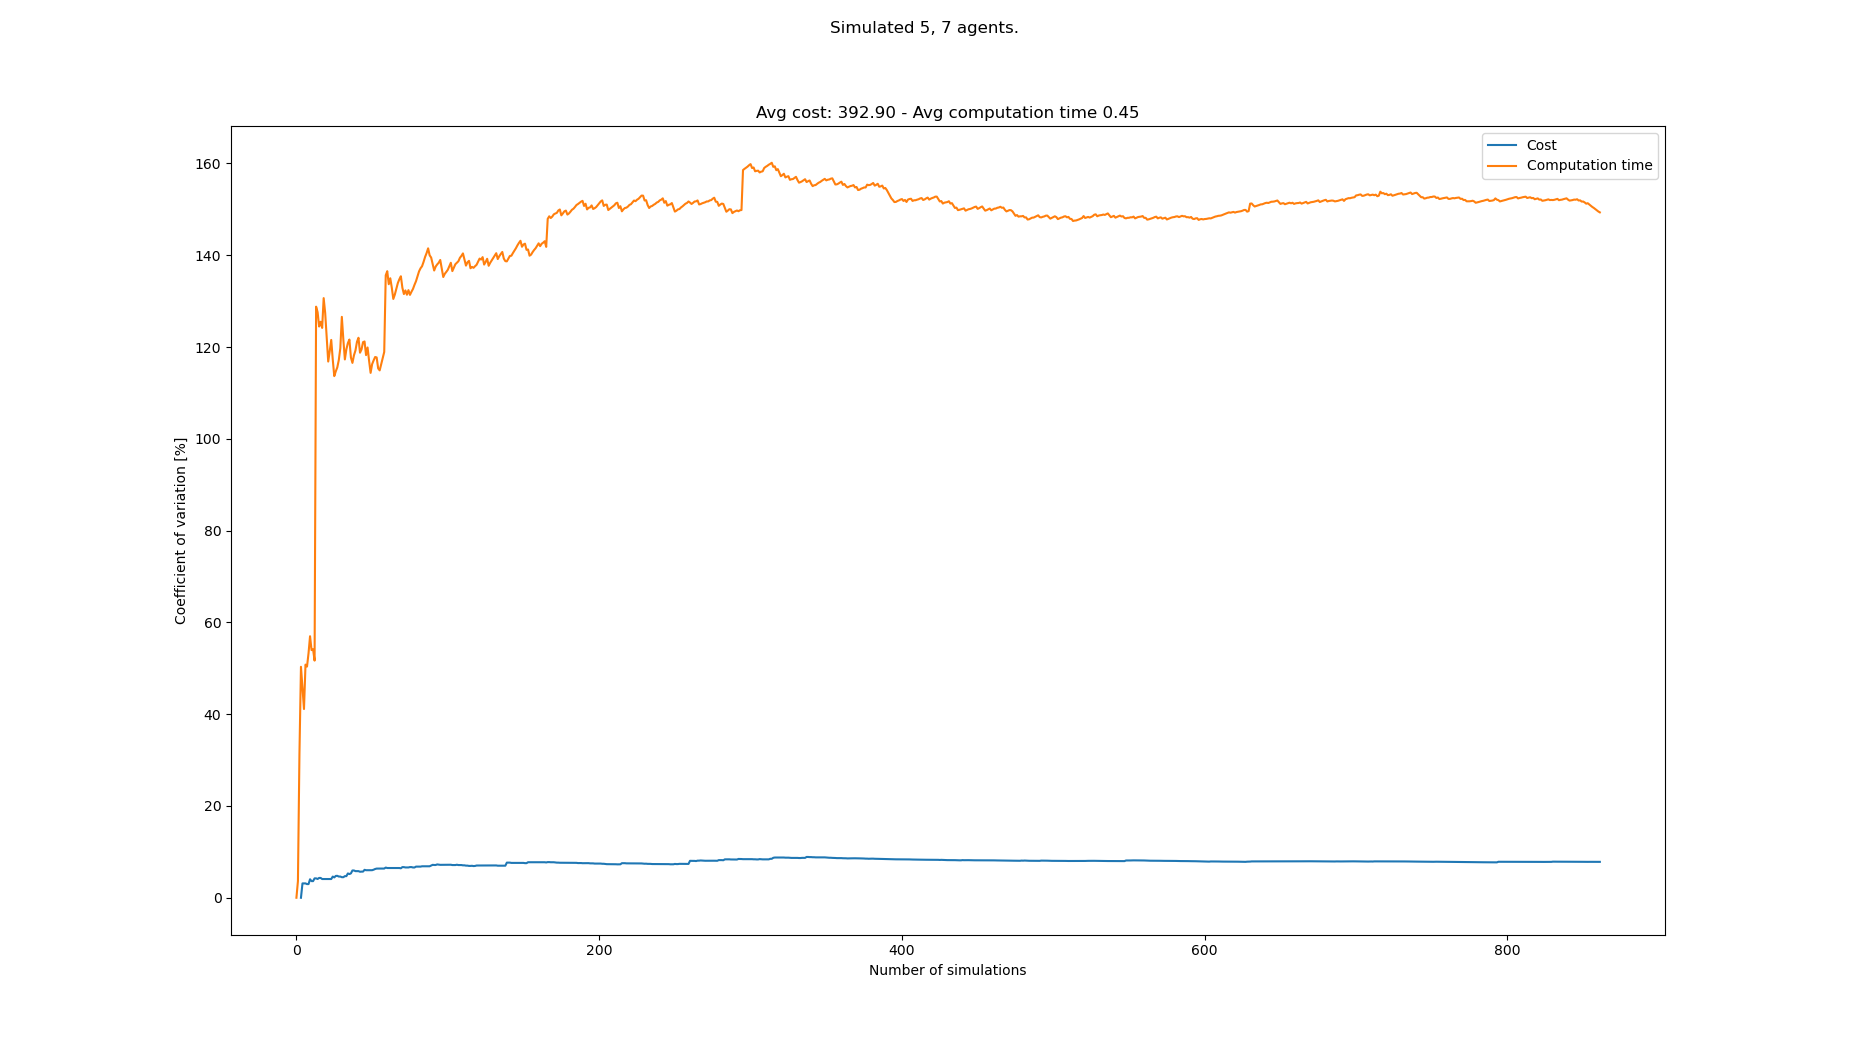 Simulated 5, 7 agents.
Avg cost: 392.90 - Avg computation time 0.45
Cost
Computation time
160
140
120
100
80
60
40
20
0
Coefficient of variation [%]
0 200 400 600 800
Number of simulations